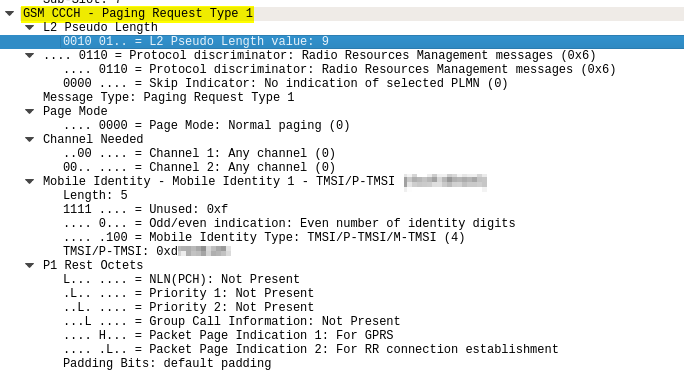 Sub-Slot: 7
GSM CCCH - Paging Request Type 1
L2 Pseudo Length
0010 01.. = L2 Pseudo Length value: 9
.... 0110 = Protocol discriminator: Radio Resources Management messages (0x6)
.... 0110 = Protocol discriminator: Radio Resources Management messages (0x6)
0000 .... = Skip Indicator: No indication of selected PLMN (0)
Message Type: Paging Request Type 1
Page Mode
.... 0000 = Page Mode: Normal paging (0)
Channel Needed
..00 .... = Channel 1: Any channel (0)
00.. .... = Channel 2: Any channel (0)
Mobile Identity - Mobile Identity 1 - TMSI/P-TMSI
Length: 5
1111 .... = Unused: 0xf
.... 0... = Odd/even indication: Even number of identity digits
.... .100 = Mobile Identity Type: TMSI/P-TMSI/M-TMSI (4)
TMSI/P-TMSI: 0xd
P1 Rest Octets
L... .... = NLN(PCH): Not Present
.L.. .... = Priority 1: Not Present
..L. .... = Priority 2: Not Present
...L .... = Group Call Information: Not Present
.... H... = Packet Page Indication 1: For GPRS
.... .L.. = Packet Page Indication 2: For RR connection establishment
Padding Bits: default padding